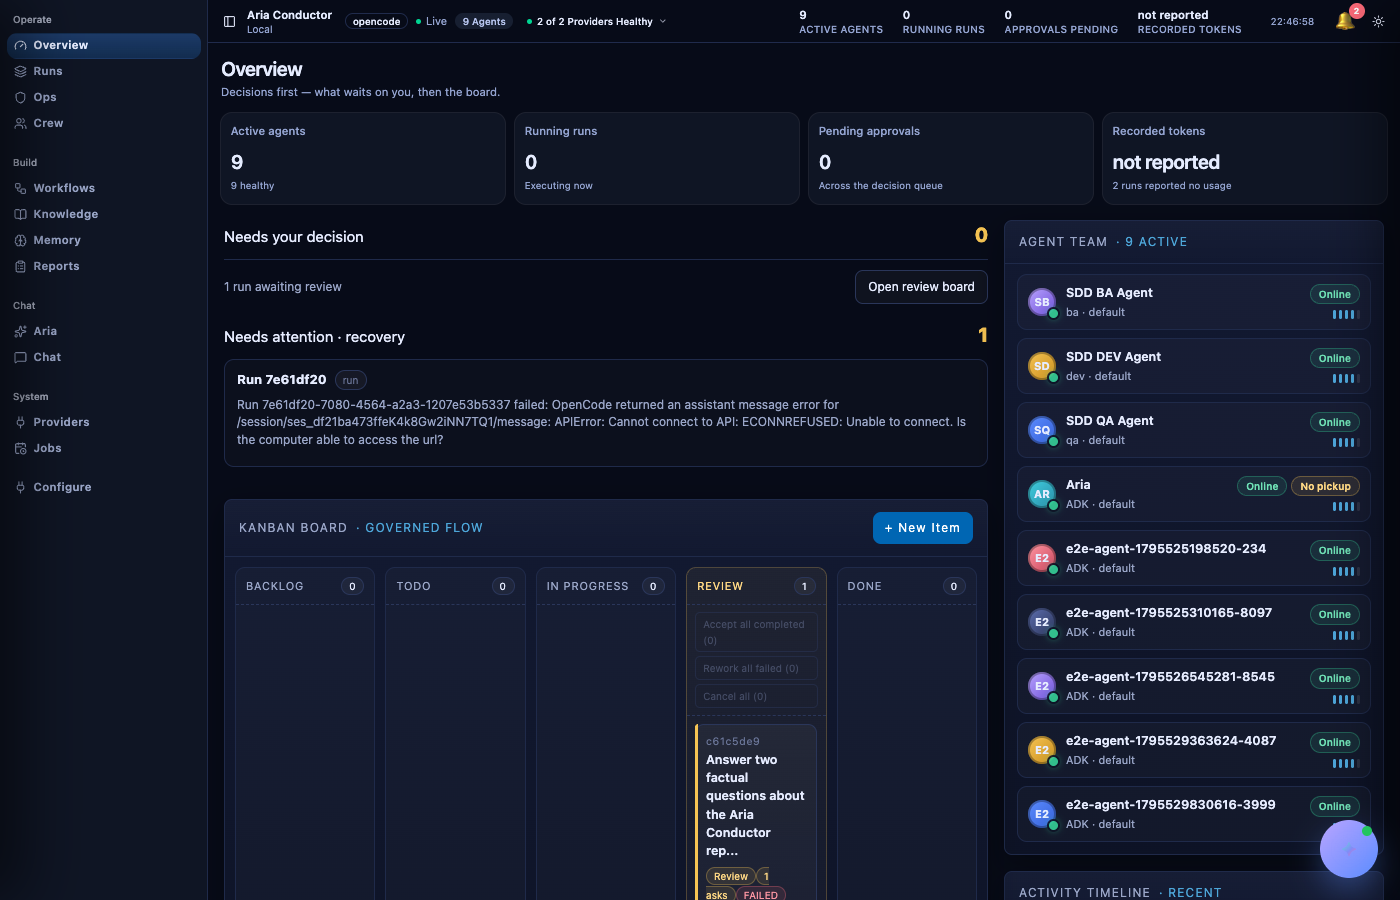 Operate
Overview
Runs
Ops
Crew
Build
Workflows
Knowledge
Memory
Reports
Chat
Aria
Chat
System
Providers
Jobs
Configure
Aria Conductor
Local
opencode
Live
9 Agents
2 of 2 Providers Healthy
9
ACTIVE AGENTS
0
RUNNING RUNS
0
APPROVALS PENDING
not reported
RECORDED TOKENS
22:46:58
2
Overview
Decisions first — what waits on you, then the board.
Active agents
9
9 healthy
Running runs
0
Executing now
Pending approvals
0
Across the decision queue
Recorded tokens
not reported
2 runs reported no usage
Needs your decision
0
1 run awaiting review
Open review board
Needs attention · recovery
1
Run 7e61df20
run
Run 7e61df20-7080-4564-a2a3-1207e53b5337 failed: OpenCode returned an assistant message error for
/session/ses_df21ba473ffeK4k8Gw2iNN7TQ1/message: APIError: Cannot connect to API: ECONNREFUSED: Unable to connect. Is
the computer able to access the url?
KANBAN BOARD · GOVERNED FLOW
+ New Item
BACKLOG 0
TODO 0
IN PROGRESS 0
REVIEW 1
Accept all completed
(0)
Rework all failed (0)
Cancel all (0)
c61c5de9
Answer two
factual
questions about
the Aria
Conductor
rep...
Review 1
asks FAILED
DONE 0
AGENT TEAM · 9 ACTIVE
SB
SDD BA Agent
ba · default
Online
SD
SDD DEV Agent
dev · default
Online
SQ
SDD QA Agent
qa · default
Online
AR
Aria
ADK · default
Online
No pickup
E2
e2e-agent-1795525198520-234
ADK · default
Online
E2
e2e-agent-1795525310165-8097
ADK · default
Online
E2
e2e-agent-1795526545281-8545
ADK · default
Online
E2
e2e-agent-1795529363624-4087
ADK · default
Online
E2
e2e-agent-1795529830616-3999
ADK · default
Online
ACTIVITY TIMELINE · RECENT